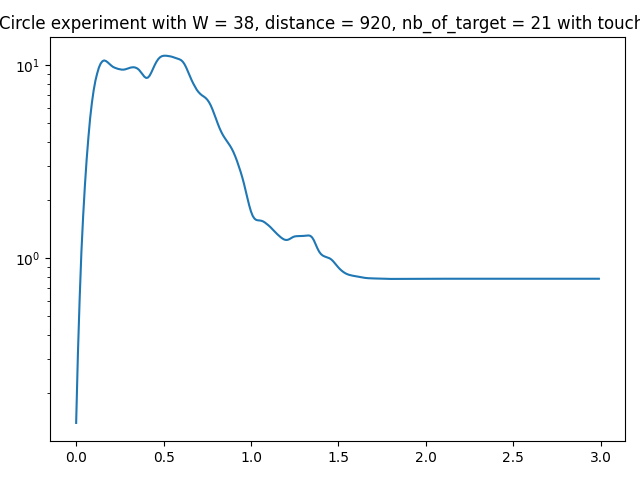 Circle experiment with W = 38, distance = 920, nb_of_target = 21 with touch
10¹
10⁰
0.0 0.5 1.0 1.5 2.0 2.5 3.0